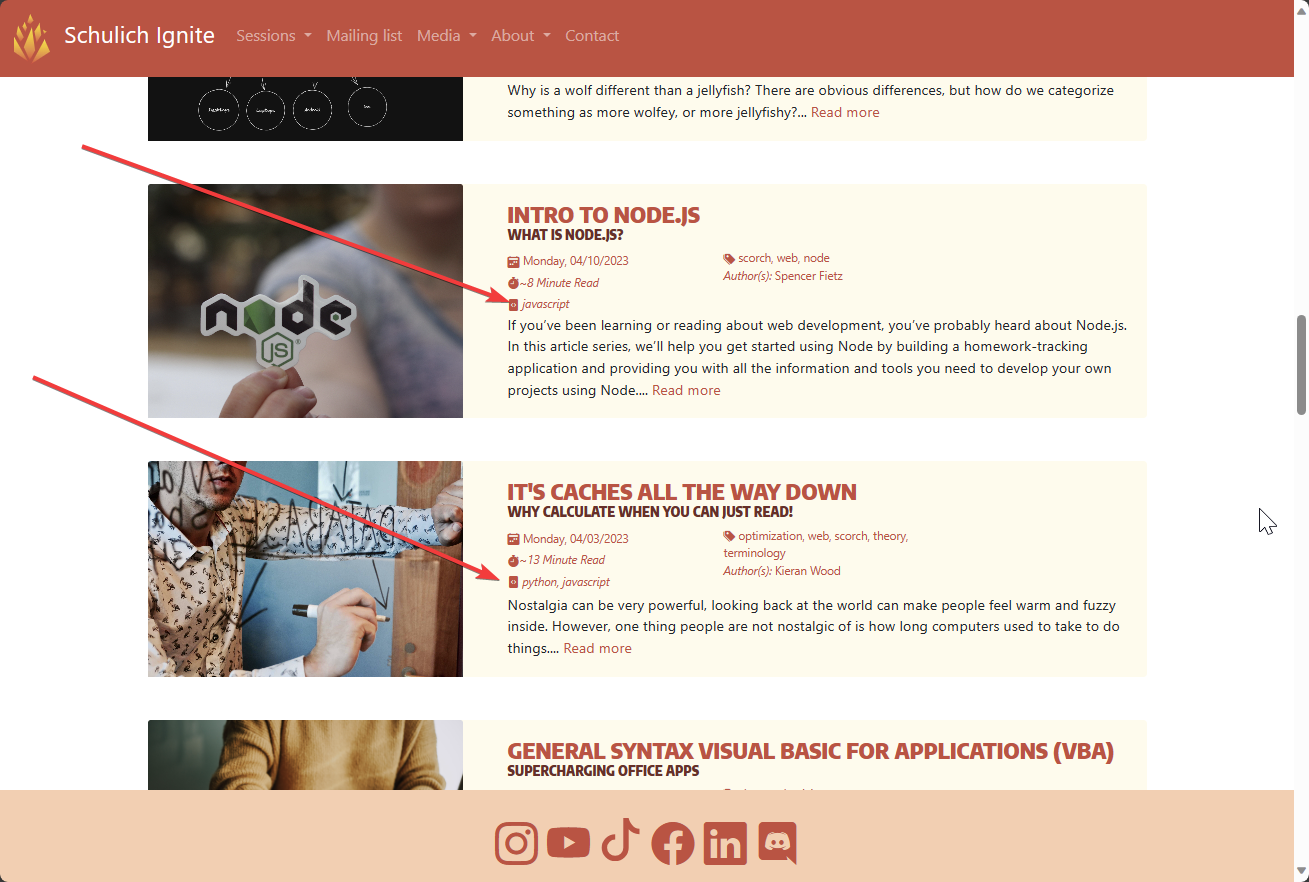 Schulich Ignite Sessions Mailing list Media About Contact
Why is a wolf different than a jellyfish? There are obvious differences, but how do we categorize
something as more wolfey, or more jellyfishy?... Read more
INTRO TO NODE.JS
WHAT IS NODE.JS?
Monday, 04/10/2023
~8 Minute Read
javascript
scorch, web, node
Author(s): Spencer Fietz
If you’ve been learning or reading about web development, you’ve probably heard about Node.js.
In this article series, we’ll help you get started using Node by building a homework-tracking
application and providing you with all the information and tools you need to develop your own
projects using Node.... Read more
node
JS
IT'S CACHES ALL THE WAY DOWN
WHY CALCULATE WHEN YOU CAN JUST READ!
Monday, 04/03/2023
~13 Minute Read
python, javascript
optimization, web, scorch, theory,
terminology
Author(s): Kieran Wood
Nostalgia can be very powerful, looking back at the world can make people feel warm and fuzzy
inside. However, one thing people are not nostalgic of is how long computers used to take to do
things.... Read more
GENERAL SYNTAX VISUAL BASIC FOR APPLICATIONS (VBA)
SUPERCHARGING OFFICE APPS
in